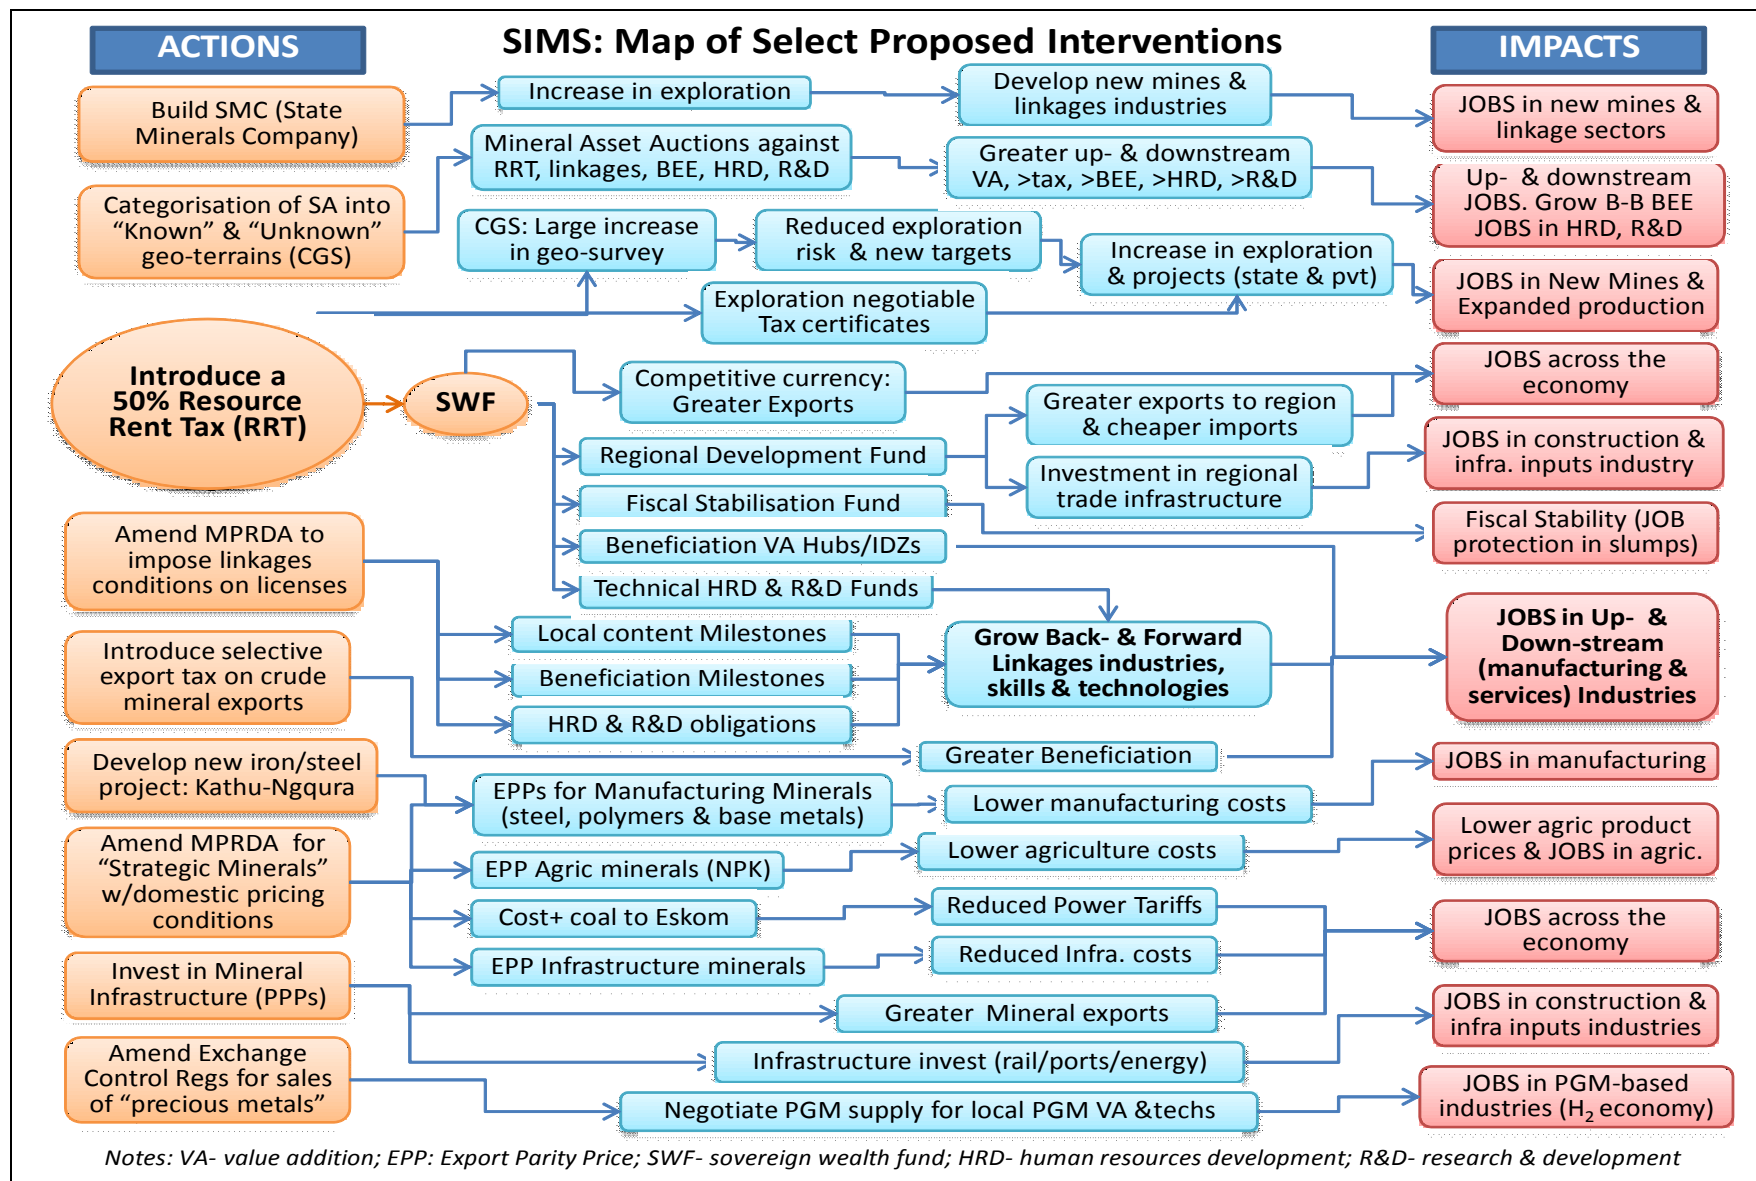 ACTIONS
SIMS: Map of Select Proposed Interventions
IMPACTS
Build SMC (State
Minerals Company)
Increase in exploration
Develop new mines &
linkages industries
JOBS in new mines &
linkage sectors
Categorisation of SA into
“Known” & “Unknown”
geo-terrains (CGS)
Mineral Asset Auctions against
RRT, linkages, BEE, HRD, R&D
Greater up- & downstream
VA, >tax, >BEE, >HRD, >R&D
Up- & downstream
JOBS. Grow B-B BEE
JOBS in HRD, R&D
CGS: Large increase
in geo-survey
Reduced exploration
risk & new targets
Increase in exploration
& projects (state & pvt)
JOBS in New Mines &
Expanded production
Exploration negotiable
Tax certificates
Introduce a
50% Resource
Rent Tax (RRT)
SWF
Competitive currency:
Greater Exports
Greater exports to region
& cheaper imports
JOBS across the
economy
Regional Development Fund
Investment in regional
trade infrastructure
JOBS in construction &
infra. inputs industry
Fiscal Stabilisation Fund
Fiscal Stability (JOB
protection in slumps)
Beneficiation VA Hubs/IDZs
Technical HRD & R&D Funds
Amend MPRDA to
impose linkages
conditions on licenses
Local content Milestones
Beneficiation Milestones
HRD & R&D obligations
Grow Back- & Forward
Linkages industries,
skills & technologies
JOBS in Up- &
Down-stream
(manufacturing &
services) Industries
Introduce selective
export tax on crude
mineral exports
Greater Beneficiation
Develop new iron/steel
project: Kathu-Ngqura
EPPs for Manufacturing Minerals
(steel, polymers & base metals)
Lower manufacturing costs
JOBS in manufacturing
Amend MPRDA for
“Strategic Minerals”
w/domestic pricing
conditions
EPP Agric minerals (NPK)
Lower agriculture costs
Lower agric product
prices & JOBS in agric.
Cost+ coal to Eskom
Reduced Power Tariffs
JOBS across the
economy
EPP Infrastructure minerals
Reduced Infra. costs
Invest in Mineral
Infrastructure (PPPs)
Greater Mineral exports
Infrastructure invest (rail/ports/energy)
JOBS in construction &
infra inputs industries
Amend Exchange
Control Regs for sales
of “precious metals”
Negotiate PGM supply for local PGM VA &techs
JOBS in PGM-based
industries (H₂ economy)
Notes: VA- value addition; EPP: Export Parity Price; SWF- sovereign wealth fund; HRD- human resources development; R&D- research & development